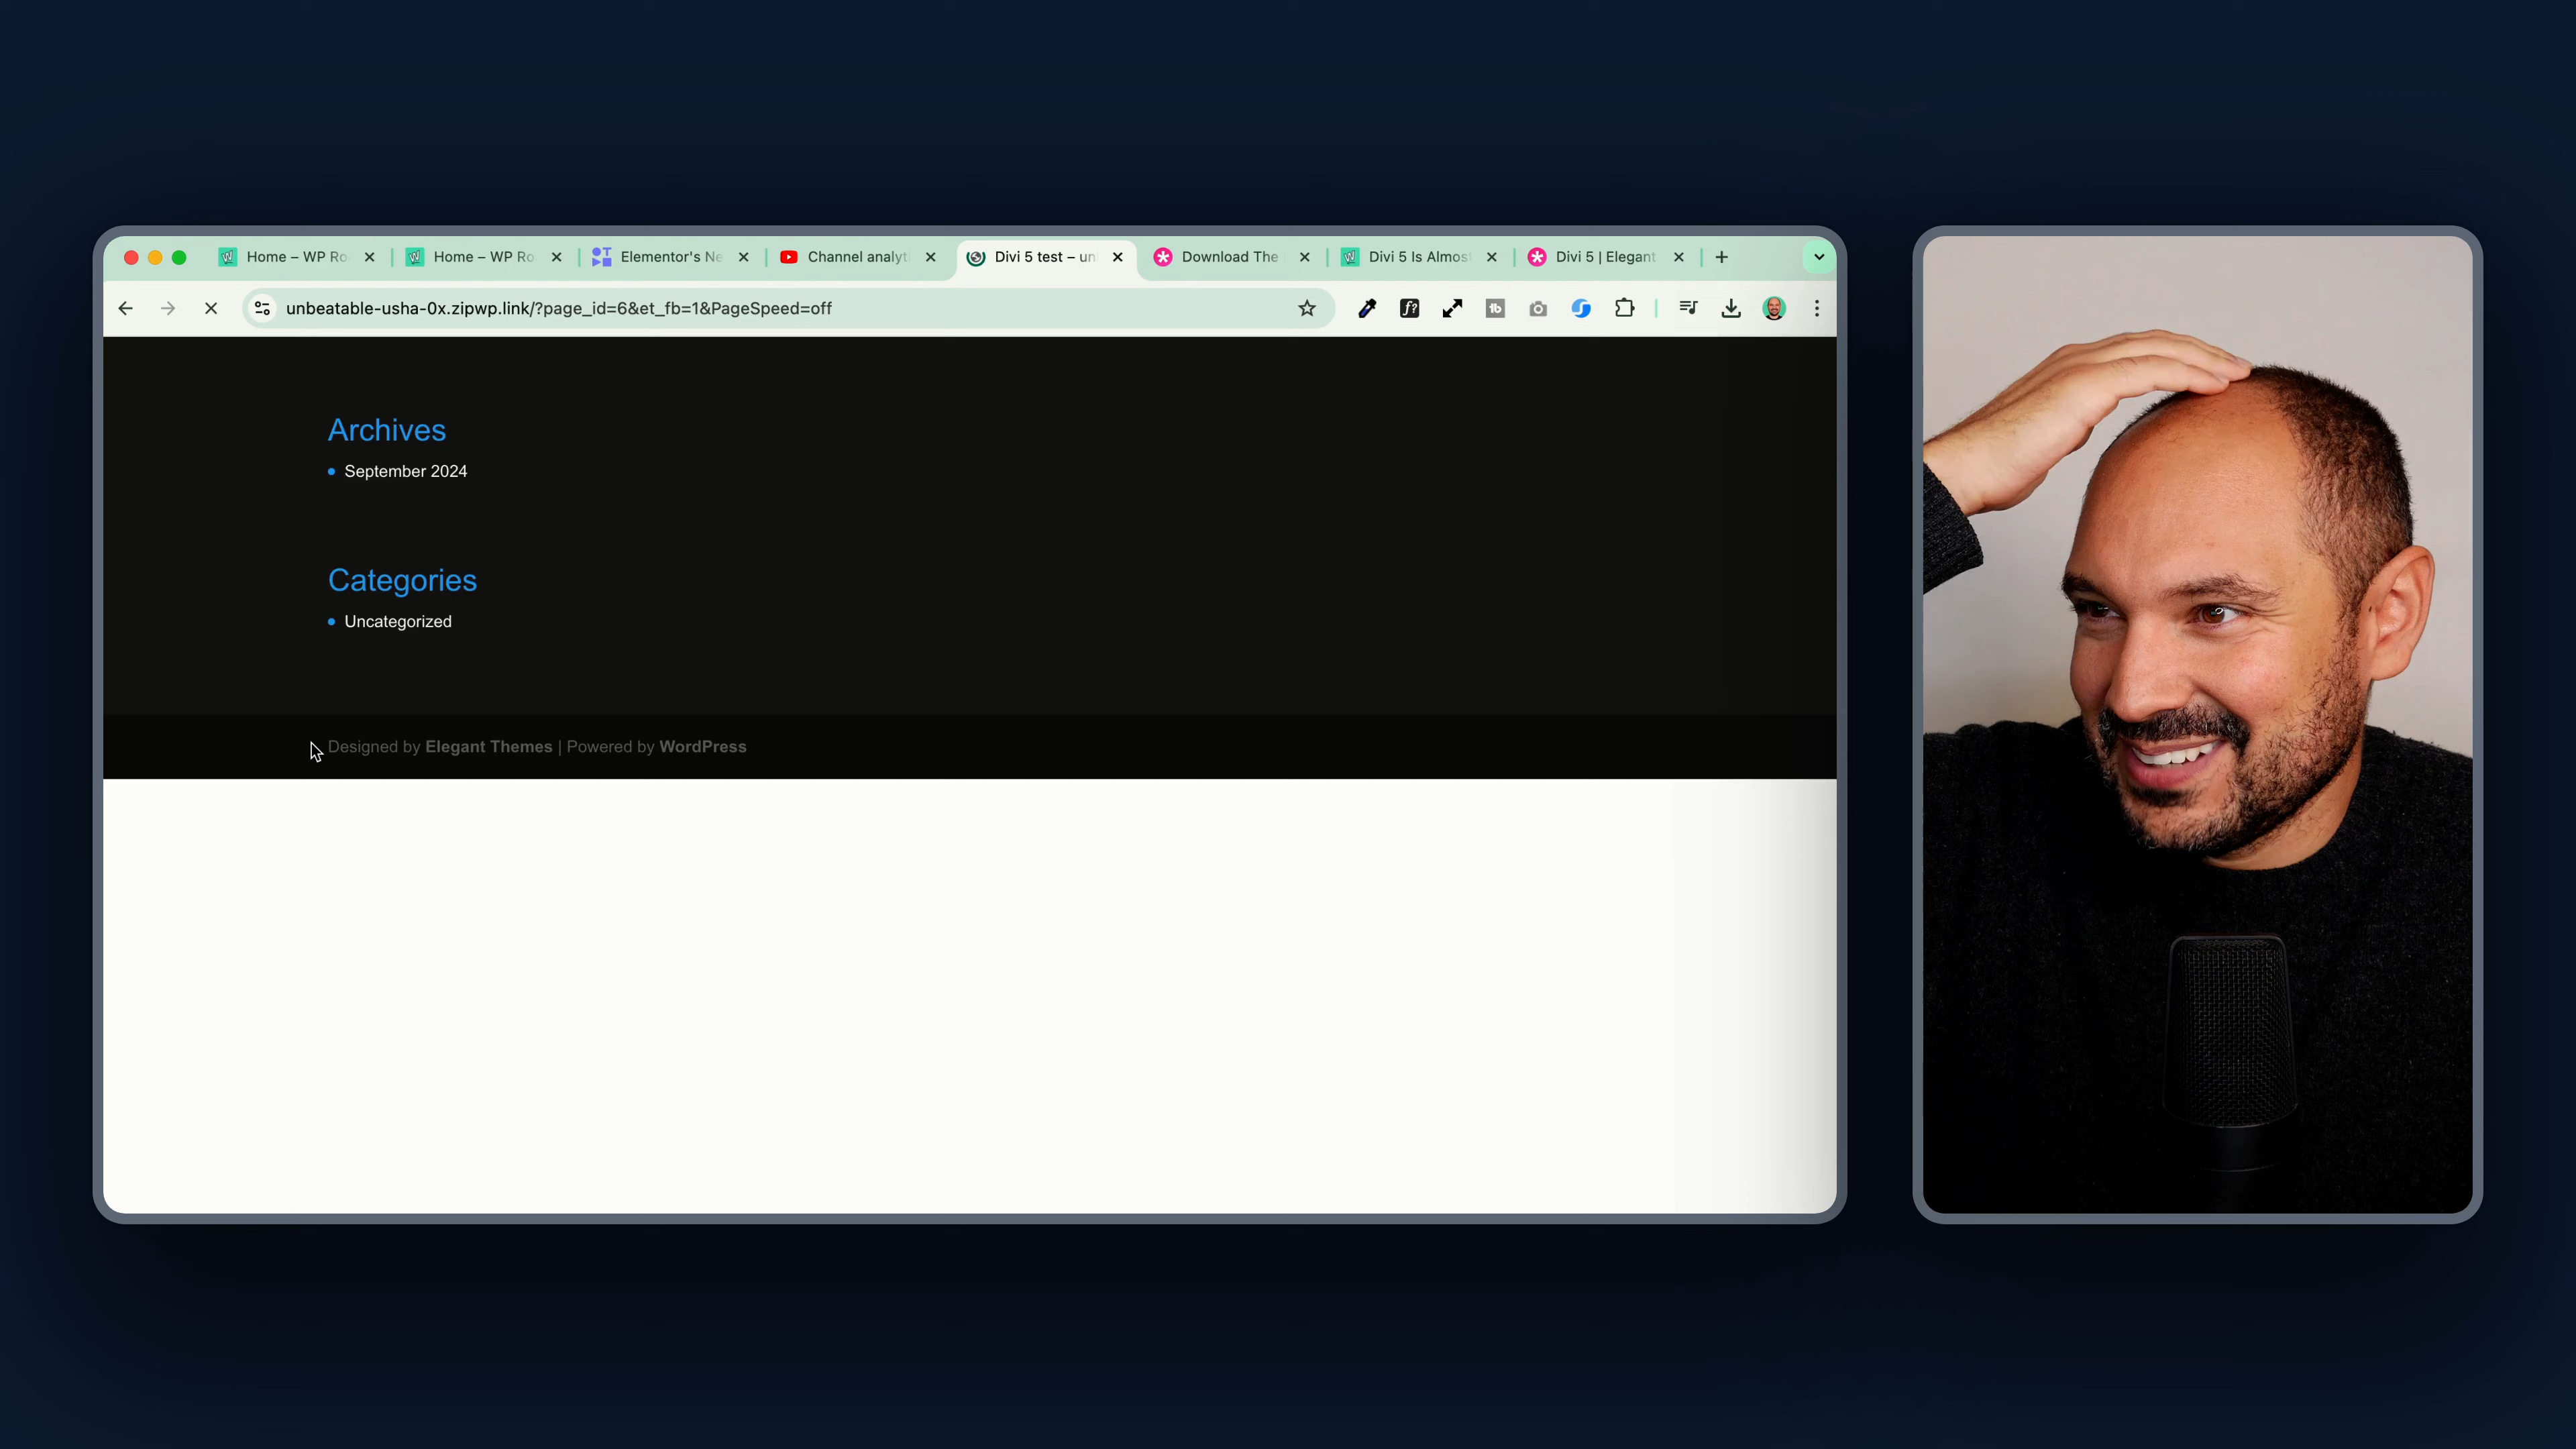 Home – WP Ro
Home – WP Ro
Elementor's Ne
Channel analyt
Divi 5 test – un
Download The
Divi 5 Is Almos
Divi 5 | Elegant
unbeatable-usha-0x.zipwp.link/?page_id=6&et_fb=1&PageSpeed=off
f?
tb
Archives
September 2024
Categories
Uncategorized
Designed by Elegant Themes | Powered by WordPress